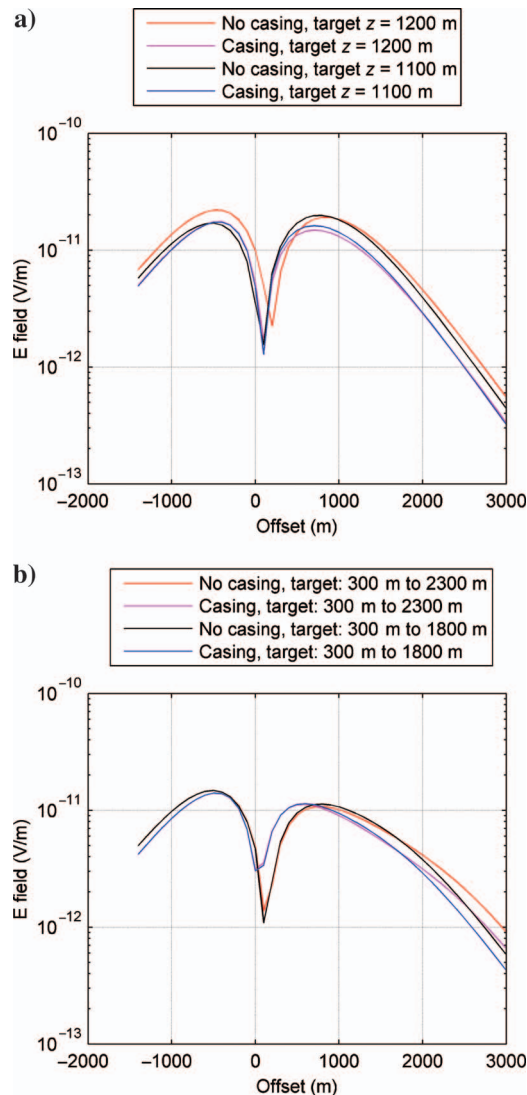 a)
No casing, target z = 1200 m
Casing, target z = 1200 m
No casing, target z = 1100 m
Casing, target z = 1100 m
10⁻¹⁰
10⁻¹¹
10⁻¹²
10⁻¹³
E field (V/m)
–2000 –1000 0 1000 2000 3000
Offset (m)
b)
No casing, target: 300 m to 2300 m
Casing, target: 300 m to 2300 m
No casing, target: 300 m to 1800 m
Casing, target: 300 m to 1800 m
10⁻¹⁰
10⁻¹¹
10⁻¹²
10⁻¹³
E field (V/m)
–2000 –1000 0 1000 2000 3000
Offset (m)